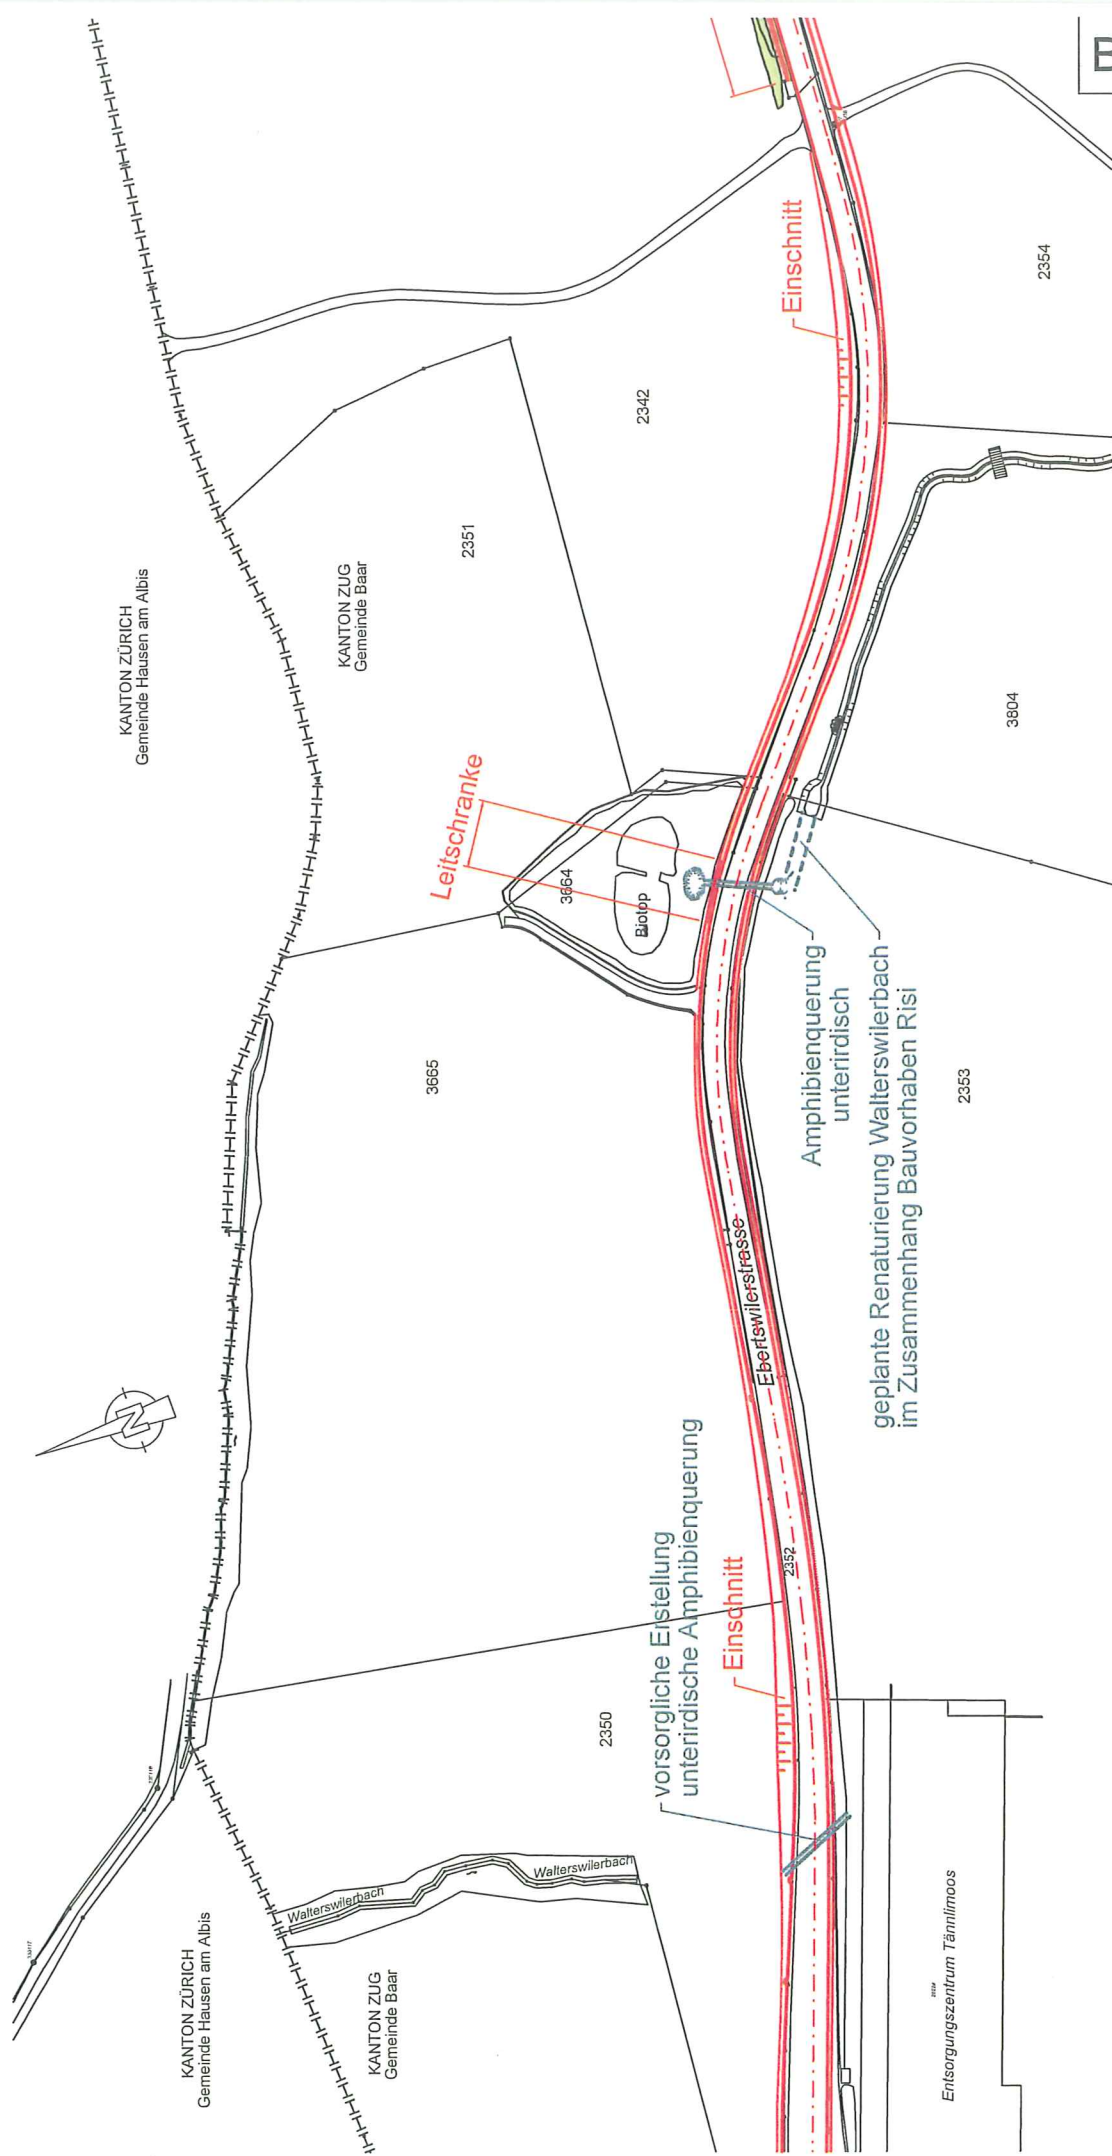 KANTON ZÜRICH
Gemeinde Hausen am Albis
KANTON ZUG
Gemeinde Baar
Walterswilerbach
Walterswilerbach
2350
vorsorgliche Erstellung
unterirdische Amphibienquerung
Einschnitt
2352
Entsorgungszentrum Tännlimoos
N
3665
Ebertswilerstrasse
KANTON ZÜRICH
Gemeinde Hausen am Albis
KANTON ZUG
Gemeinde Baar
Leitschranke
3664
Biotop
Amphibienquerung
unterirdisch
geplante Renaturierung Walterswilerbach
im Zusammenhang Bauvorhaben Risi
2353
2351
2342
3804
Einschnitt
2354